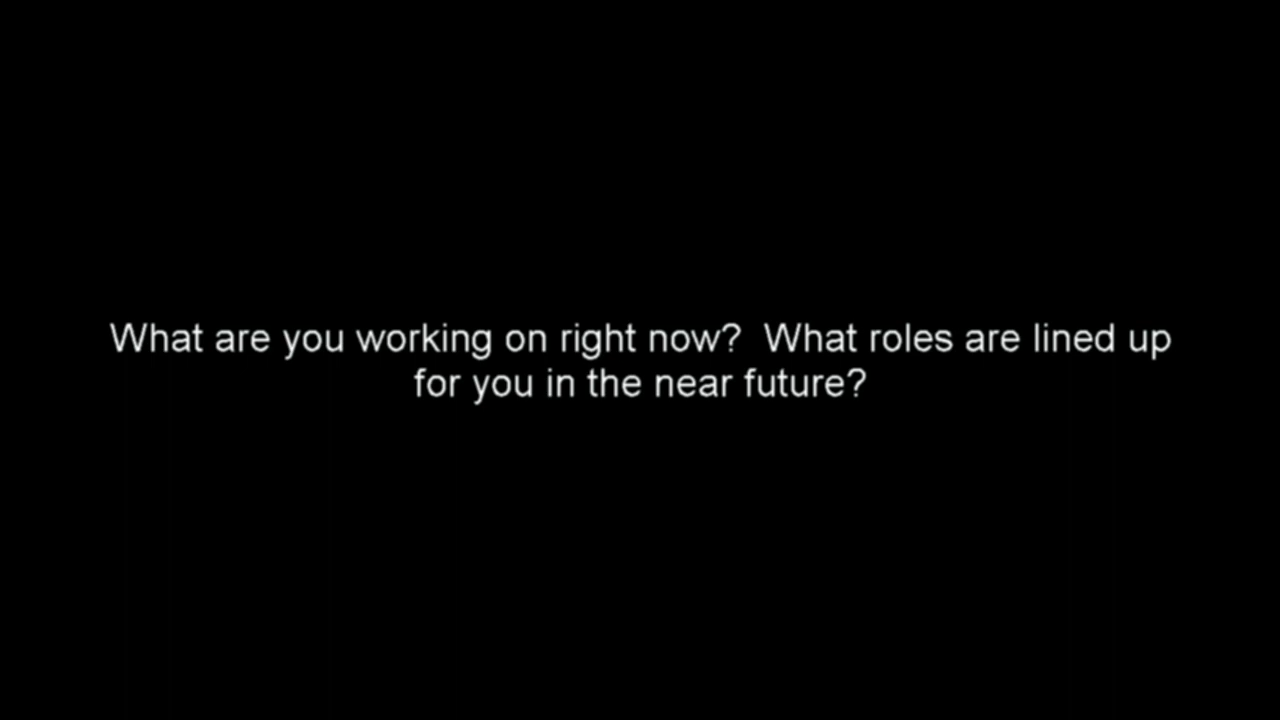 What are you working on right now?  What roles are lined up
for you in the near future?